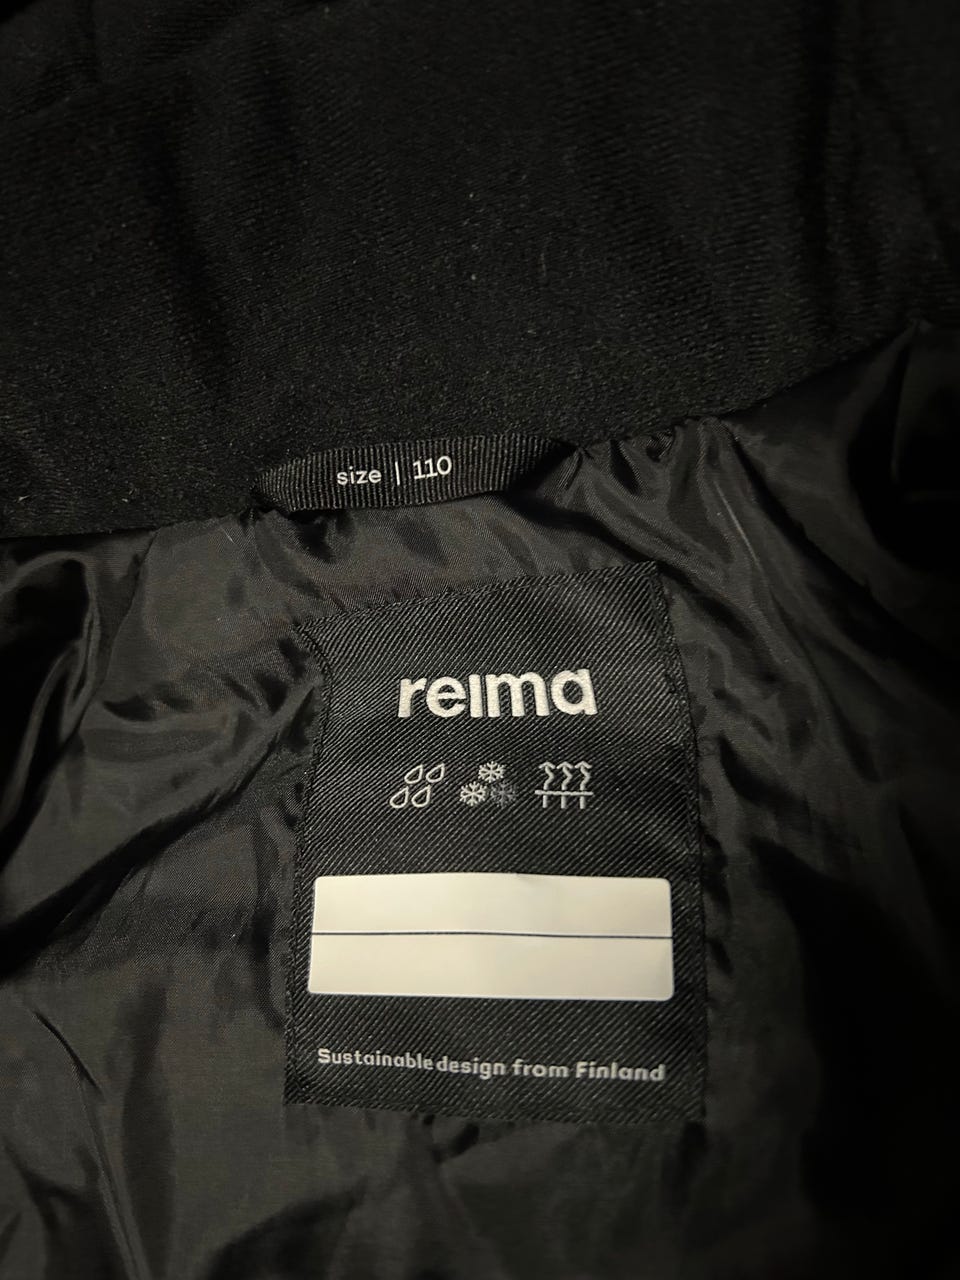 size | 110
reima
Sustainable design from Finland